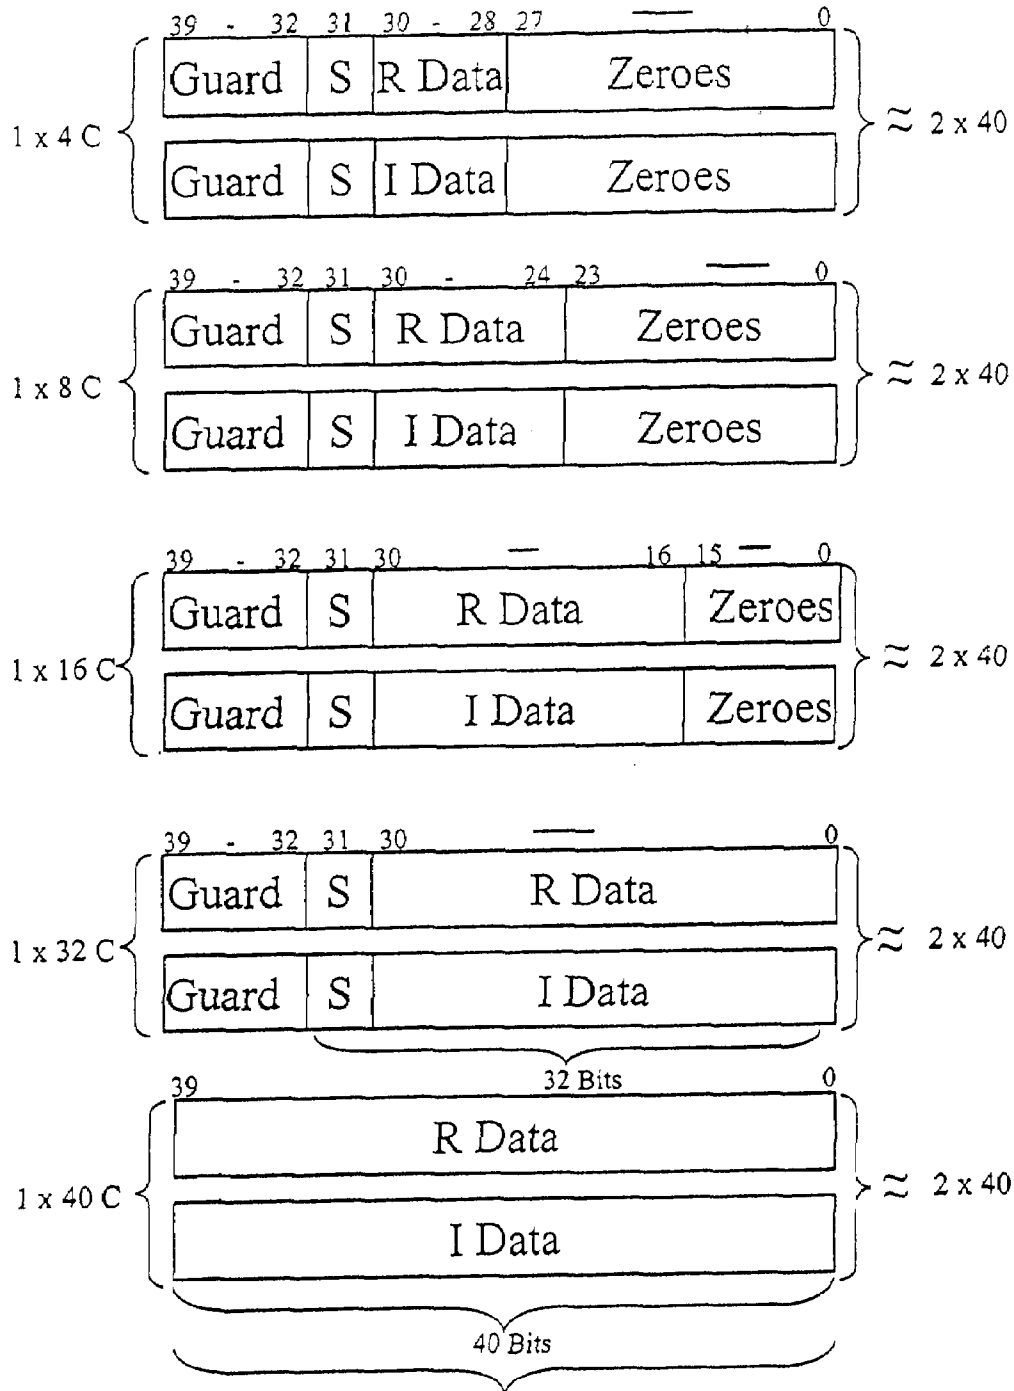 39 - 32 31 30 - 28 27 — 0
Guard S R Data Zeroes
1 x 4 C ≈ 2 x 40
Guard S I Data Zeroes
39 - 32 31 30 - 24 23 — 0
Guard S R Data Zeroes
1 x 8 C ≈ 2 x 40
Guard S I Data Zeroes
39 - 32 31 30 — 16 15 — 0
Guard S R Data Zeroes
1 x 16 C ≈ 2 x 40
Guard S I Data Zeroes
39 - 32 31 30 — 0
Guard S R Data
1 x 32 C ≈ 2 x 40
Guard S I Data
32 Bits
39 0
R Data
1 x 40 C ≈ 2 x 40
I Data
40 Bits